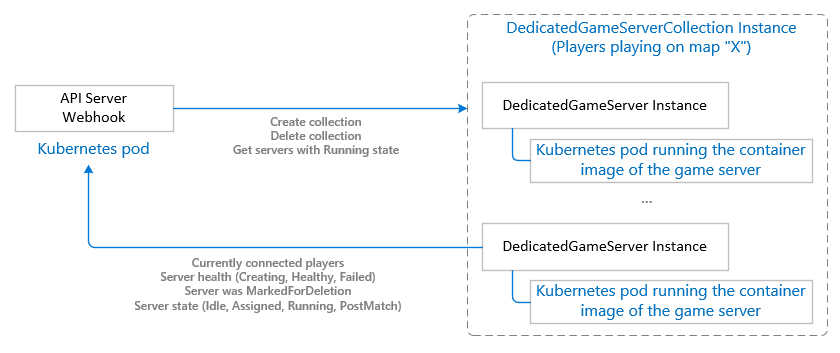 DedicatedGameServerCollection Instance
(Players playing on map "X")
API Server
Webhook
Kubernetes pod
Create collection
Delete collection
Get servers with Running state
DedicatedGameServer Instance
Kubernetes pod running the container
image of the game server
...
DedicatedGameServer Instance
Kubernetes pod running the container
image of the game server
Currently connected players
Server health (Creating, Healthy, Failed)
Server was MarkedForDeletion
Server state (Idle, Assigned, Running, PostMatch)